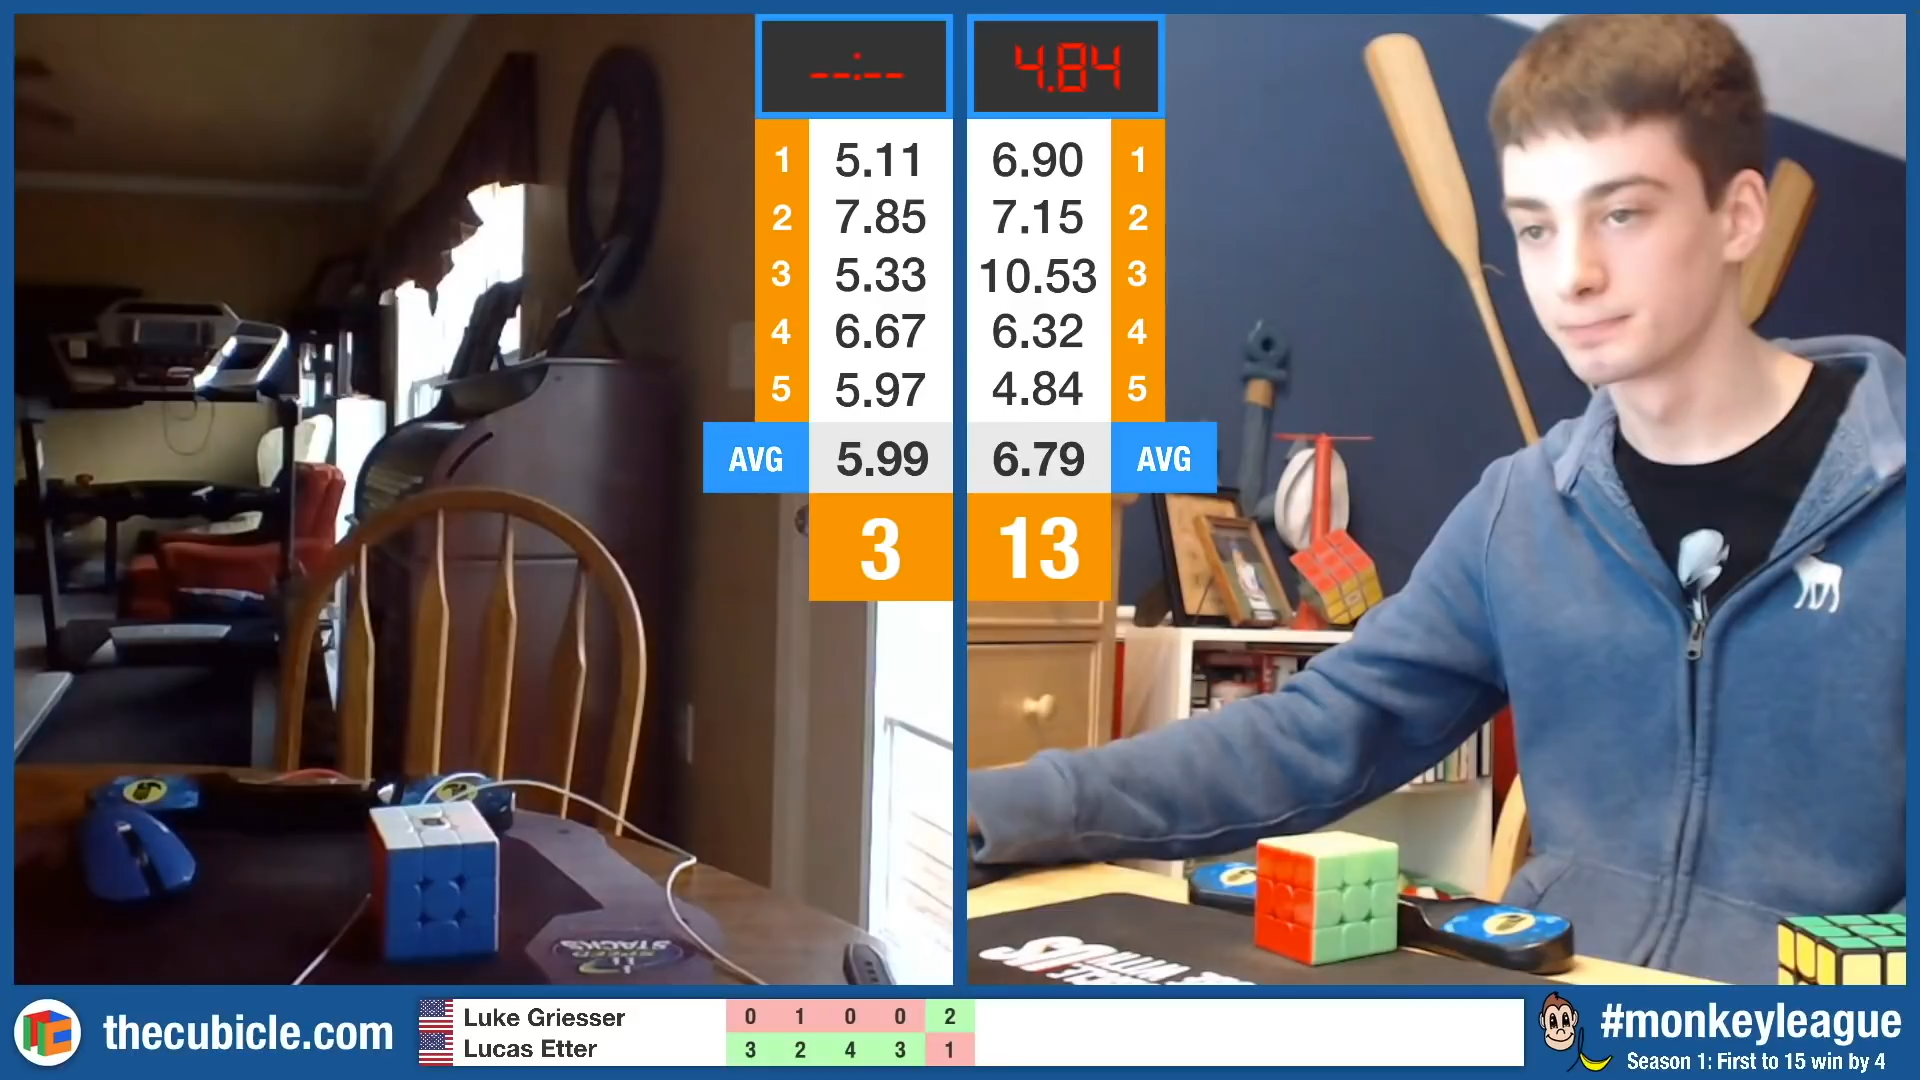 --:-- 4.84
1 5.11 6.90 1
2 7.85 7.15 2
3 5.33 10.53 3
4 6.67 6.32 4
5 5.97 4.84 5
AVG 5.99 6.79 AVG
3 13
SPEED
STACKS
thecubicle.com
Luke Griesser 0 1 0 0 2
Lucas Etter 3 2 4 3 1
#monkeyleague
Season 1: First to 15 win by 4